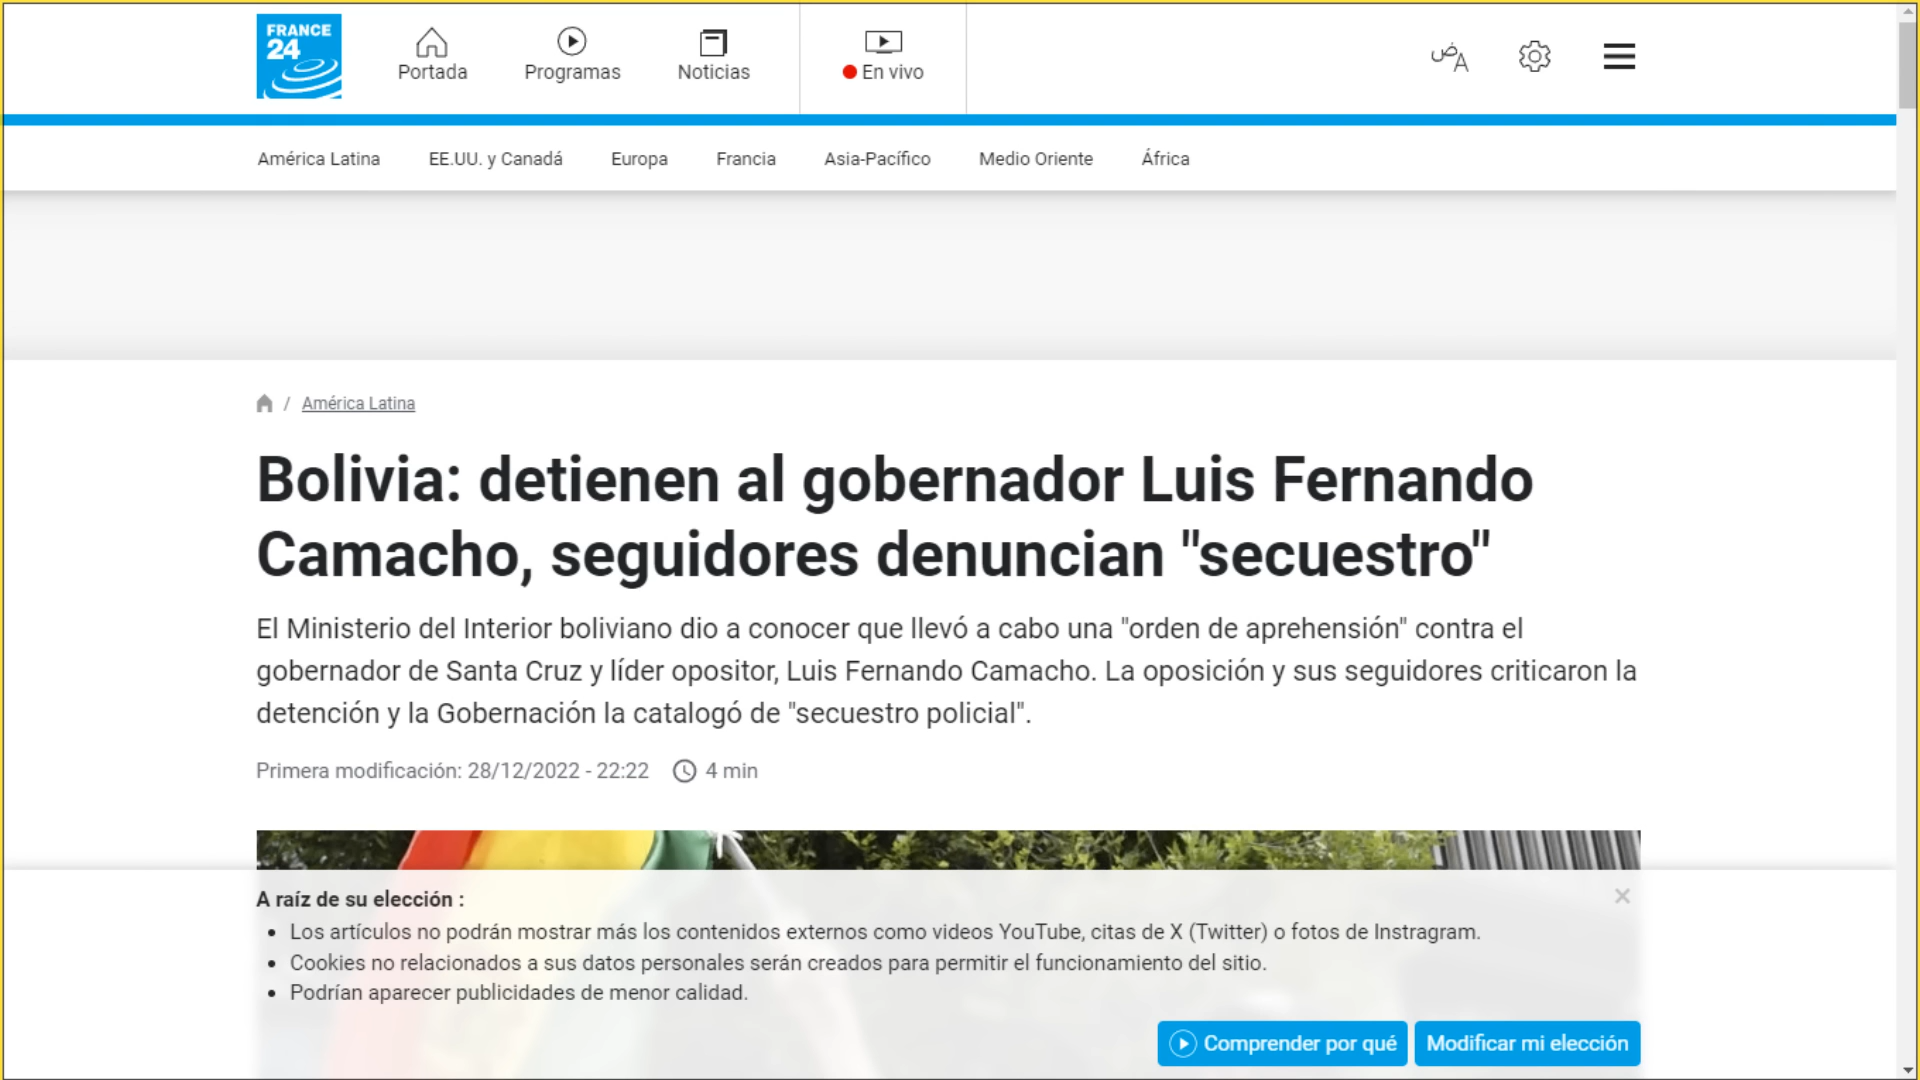 FRANCE
24
Portada
Programas
Noticias
En vivo
América Latina
EE.UU. y Canadá
Europa
Francia
Asia-Pacífico
Medio Oriente
África
/ América Latina
Bolivia: detienen al gobernador Luis Fernando
Camacho, seguidores denuncian "secuestro"
El Ministerio del Interior boliviano dio a conocer que llevó a cabo una "orden de aprehensión" contra el
gobernador de Santa Cruz y líder opositor, Luis Fernando Camacho. La oposición y sus seguidores criticaron la
detención y la Gobernación la catalogó de "secuestro policial".
Primera modificación: 28/12/2022 - 22:22 4 min
A raíz de su elección :
• Los artículos no podrán mostrar más los contenidos externos como videos YouTube, citas de X (Twitter) o fotos de Instragram.
• Cookies no relacionados a sus datos personales serán creados para permitir el funcionamiento del sitio.
• Podrían aparecer publicidades de menor calidad.
Comprender por qué
Modificar mi elección